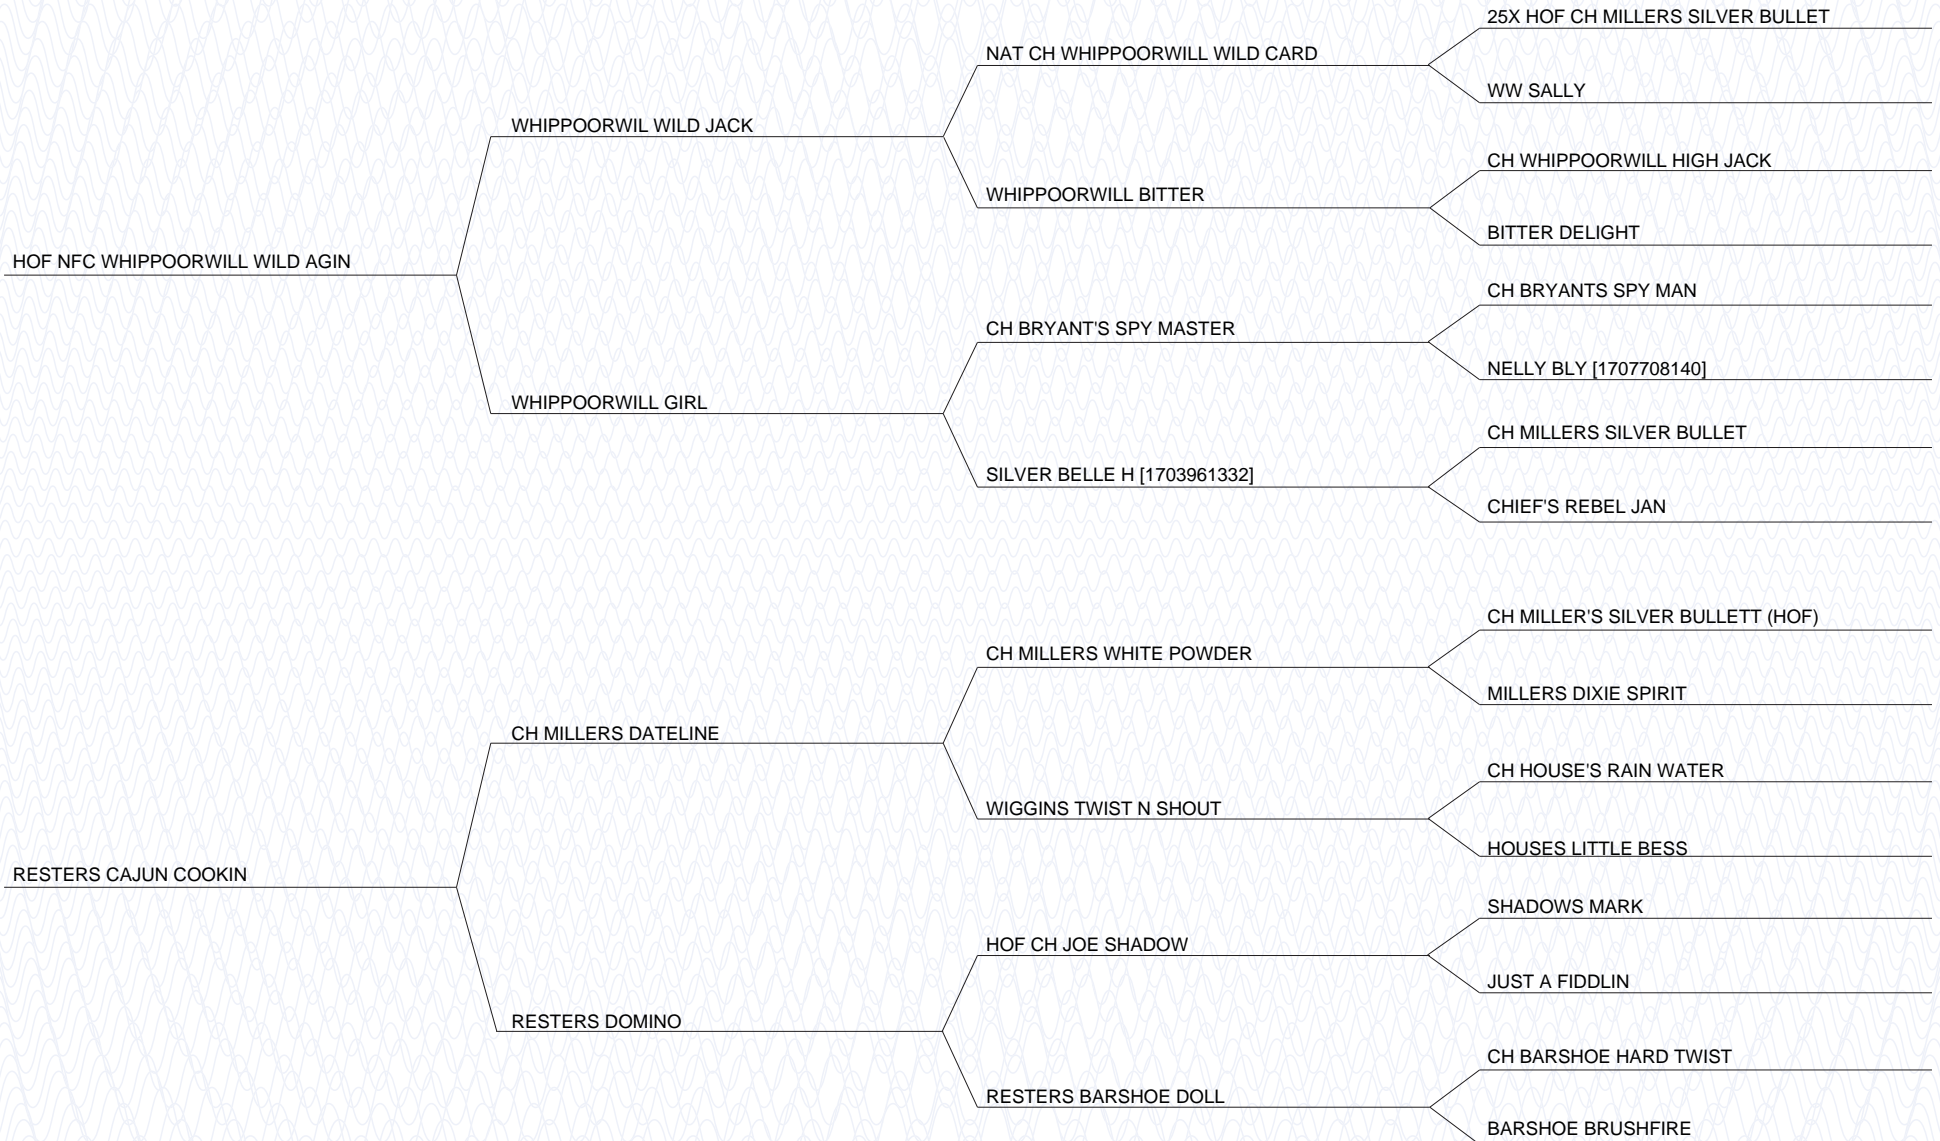 25X HOF CH MILLERS SILVER BULLET
NAT CH WHIPPOORWILL WILD CARD
WW SALLY
WHIPPOORWIL WILD JACK
CH WHIPPOORWILL HIGH JACK
WHIPPOORWILL BITTER
BITTER DELIGHT
HOF NFC WHIPPOORWILL WILD AGIN
CH BRYANTS SPY MAN
CH BRYANT'S SPY MASTER
NELLY BLY [1707708140]
WHIPPOORWILL GIRL
CH MILLERS SILVER BULLET
SILVER BELLE H [1703961332]
CHIEF'S REBEL JAN
CH MILLER'S SILVER BULLETT (HOF)
CH MILLERS WHITE POWDER
MILLERS DIXIE SPIRIT
CH MILLERS DATELINE
CH HOUSE'S RAIN WATER
WIGGINS TWIST N SHOUT
HOUSES LITTLE BESS
RESTERS CAJUN COOKIN
SHADOWS MARK
HOF CH JOE SHADOW
JUST A FIDDLIN
RESTERS DOMINO
CH BARSHOE HARD TWIST
RESTERS BARSHOE DOLL
BARSHOE BRUSHFIRE